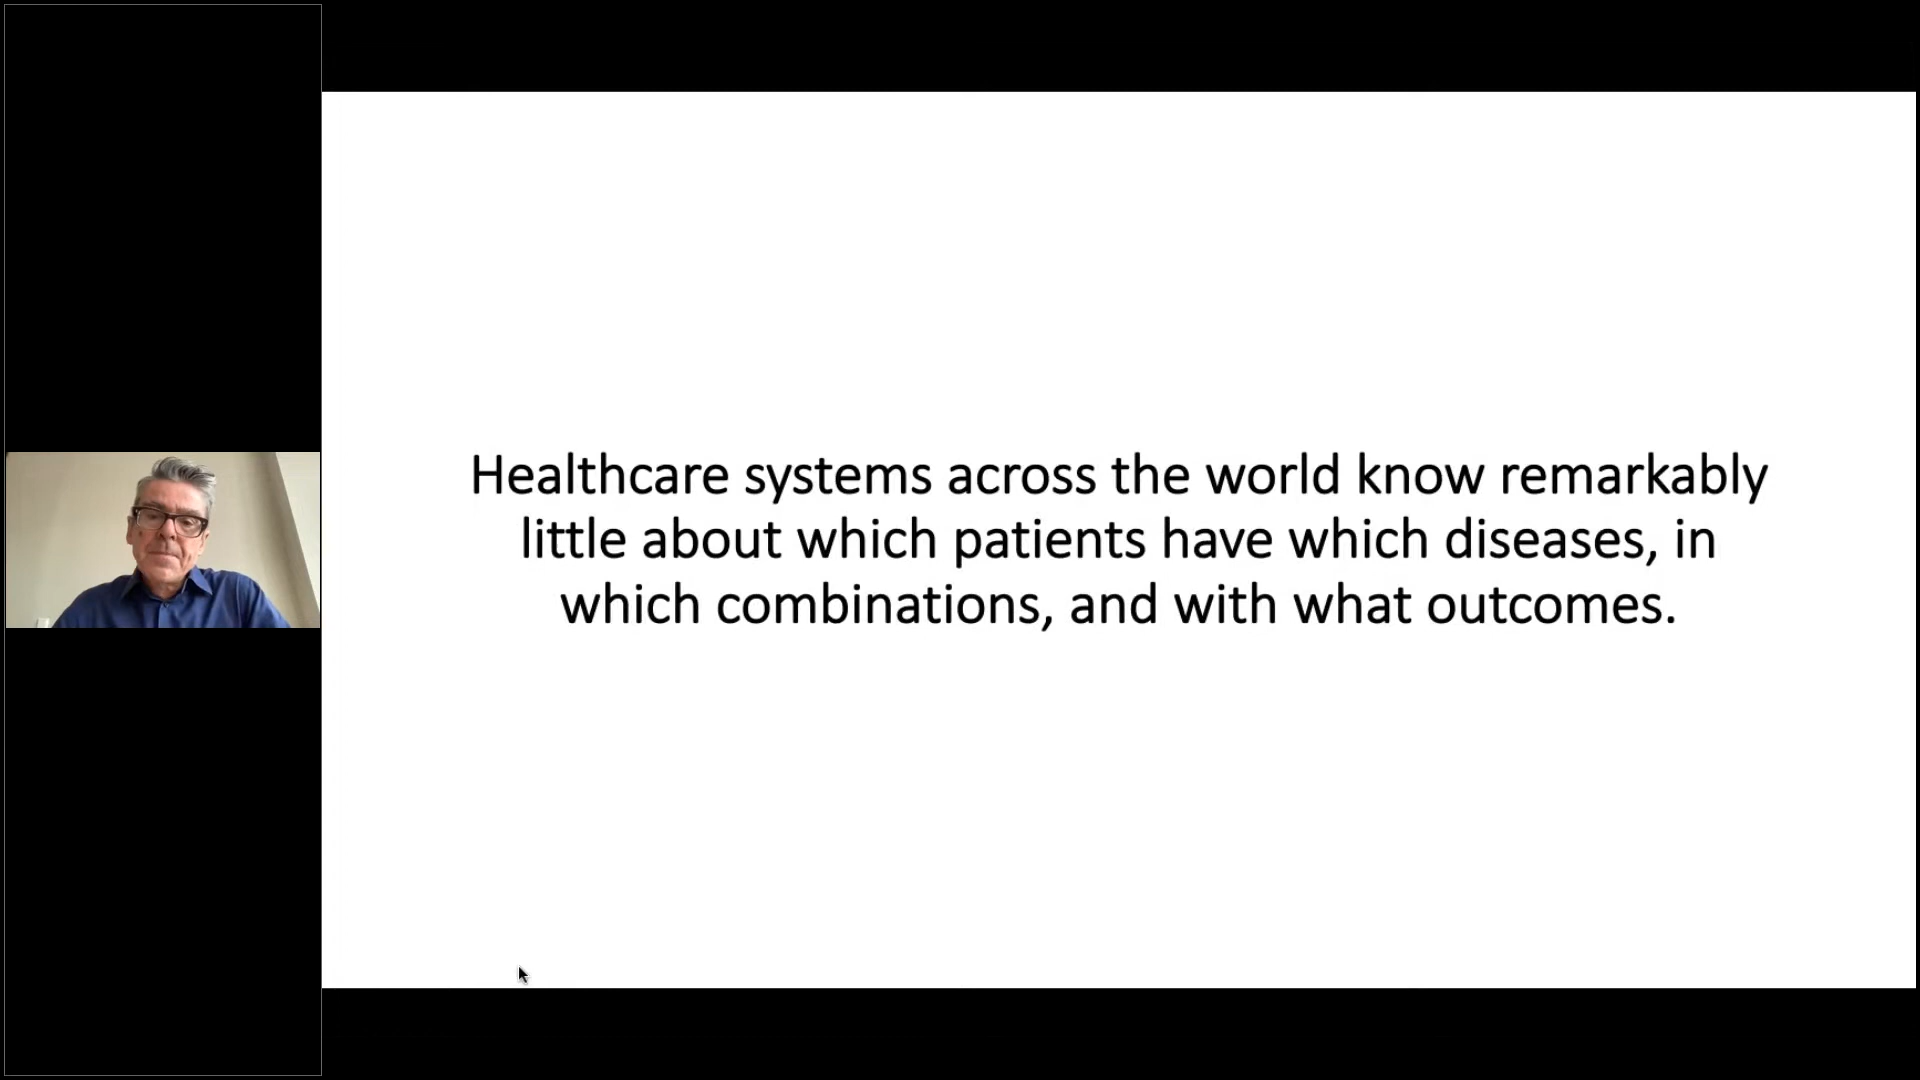 Healthcare systems across the world know remarkably
little about which patients have which diseases, in
which combinations, and with what outcomes.